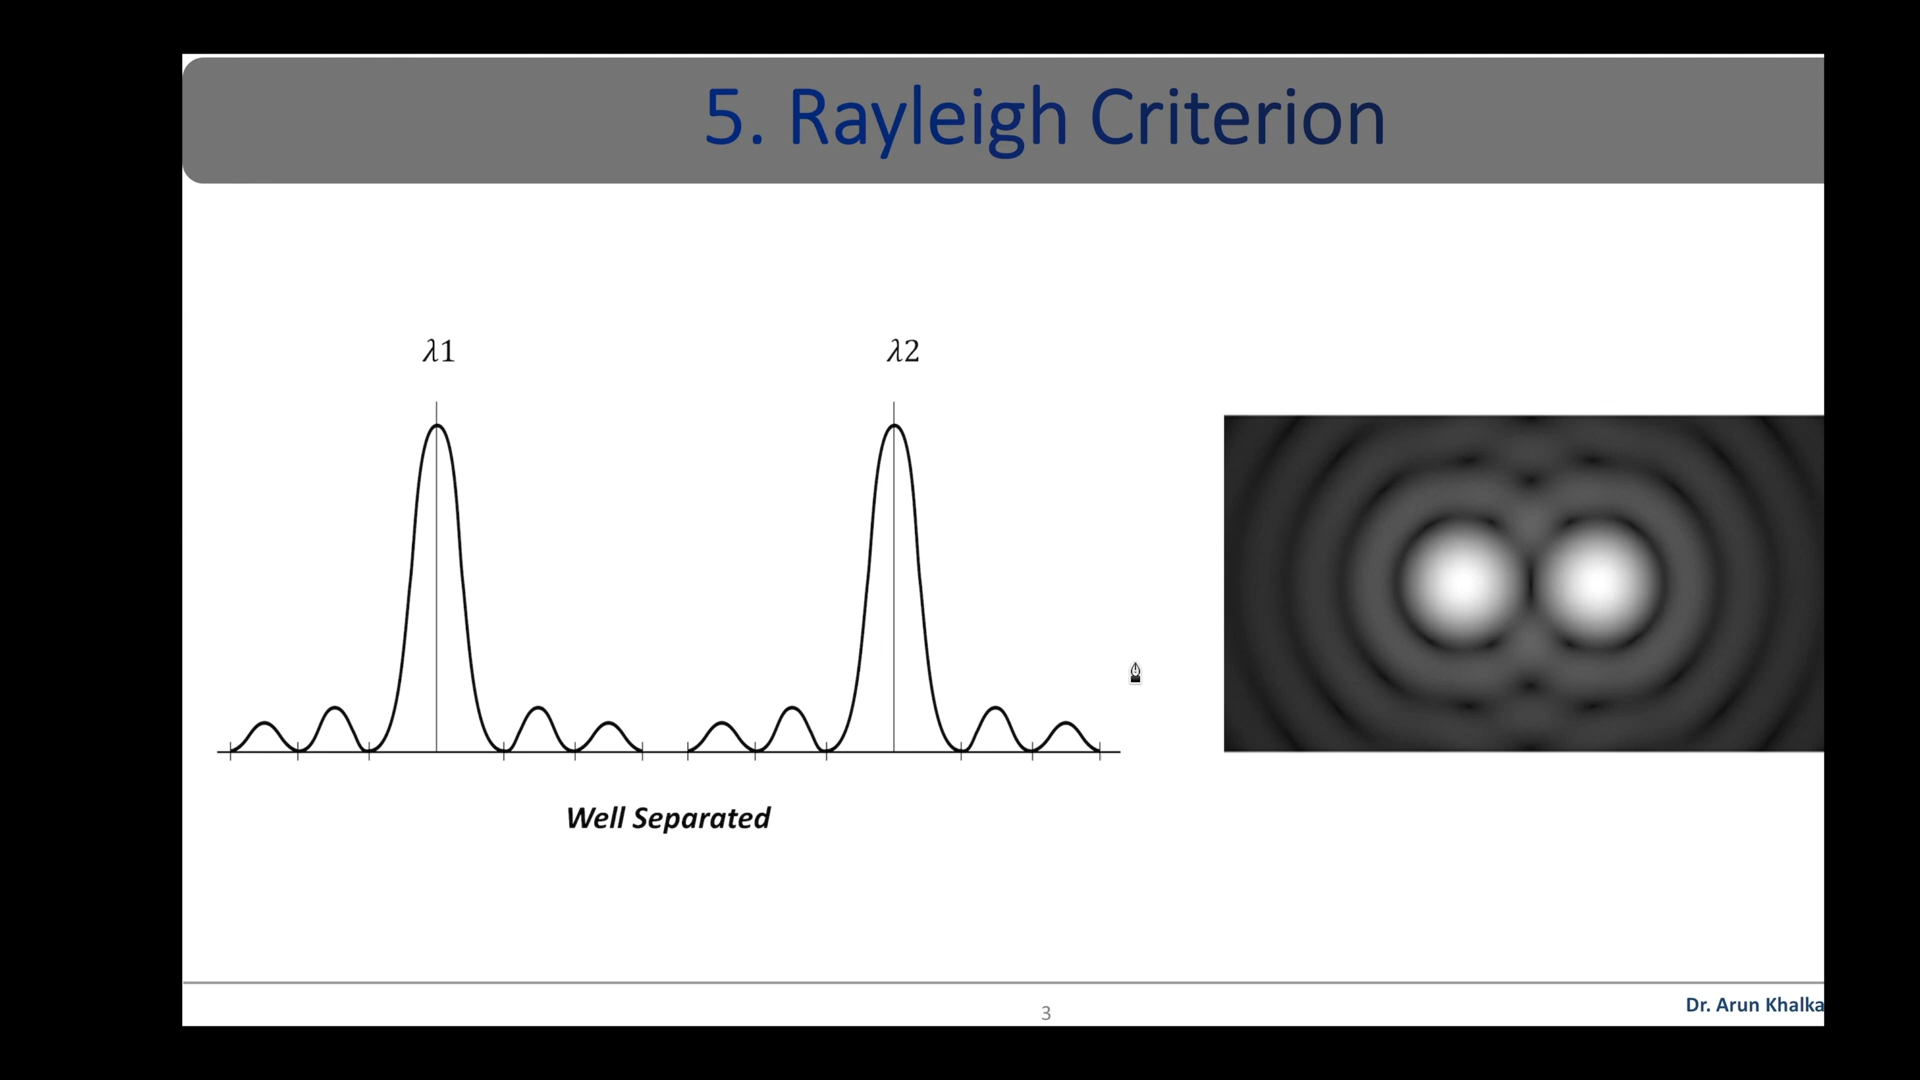 5. Rayleigh Criterion
λ1
λ2
Well Separated
3
Dr. Arun Khalka